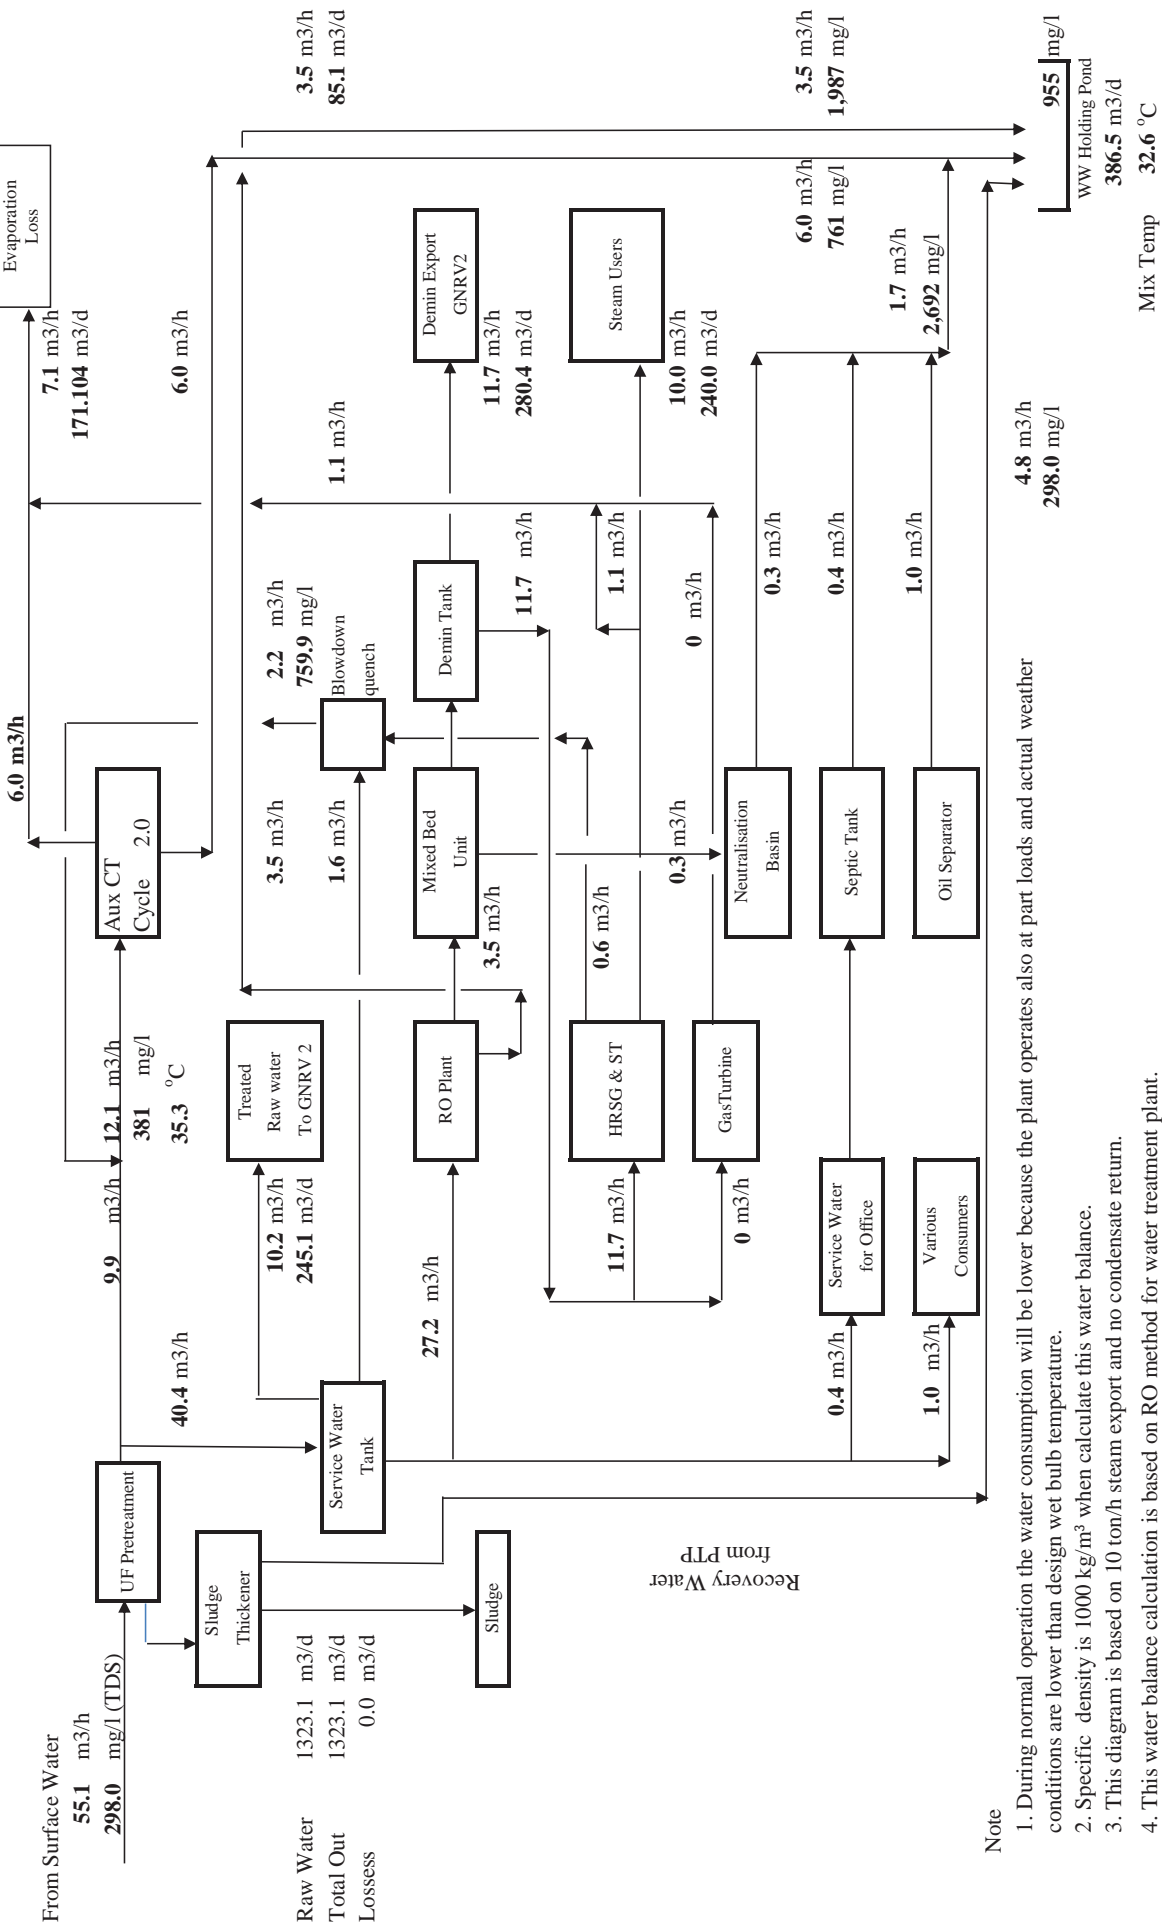 From Surface Water
55.1 m3/h
298.0 mg/l (TDS)
UF Pretreatment
Sludge
Thickener
Sludge
Raw Water 1323.1 m3/d
Total Out 1323.1 m3/d
Lossess 0.0 m3/d
Recovery Water
from PTP
40.4 m3/h
Service Water
Tank
9.9 m3/h
12.1 m3/h
381 mg/l
35.3 °C
Aux CT
Cycle 2.0
6.0 m3/h
Evaporation
Loss
7.1 m3/h
171.104 m3/d
6.0 m3/h
10.2 m3/h
245.1 m3/d
Treated
Raw water
To GNRV 2
3.5 m3/h
1.6 m3/h
2.2 m3/h
759.9 mg/l
Blowdown
quench
1.1 m3/h
3.5 m3/h
85.1 m3/d
27.2 m3/h
RO Plant
3.5 m3/h
Mixed Bed
Unit
Demin Tank
11.7 m3/h
Demin Export
GNRV2
11.7 m3/h
280.4 m3/d
11.7 m3/h
HRSG & ST
0.6 m3/h
1.1 m3/h
Steam Users
10.0 m3/h
240.0 m3/d
0 m3/h
GasTurbine
0.3 m3/h
0 m3/h
Neutralisation
Basin
0.3 m3/h
0.4 m3/h
Service Water
for Office
Septic Tank
0.4 m3/h
1.0 m3/h
Various
Consumers
Oil Separator
1.0 m3/h
1.7 m3/h
2,692 mg/l
6.0 m3/h
761 mg/l
3.5 m3/h
1,987 mg/l
4.8 m3/h
298.0 mg/l
955 mg/l
WW Holding Pond
386.5 m3/d
Mix Temp 32.6 °C
Note
1. During normal operation the water consumption will be lower because the plant operates also at part loads and actual weather
conditions are lower than design wet bulb temperature.
2. Specific density is 1000 kg/m³ when calculate this water balance.
3. This diagram is based on 10 ton/h steam export and no condensate return.
4. This water balance calculation is based on RO method for water treatment plant.